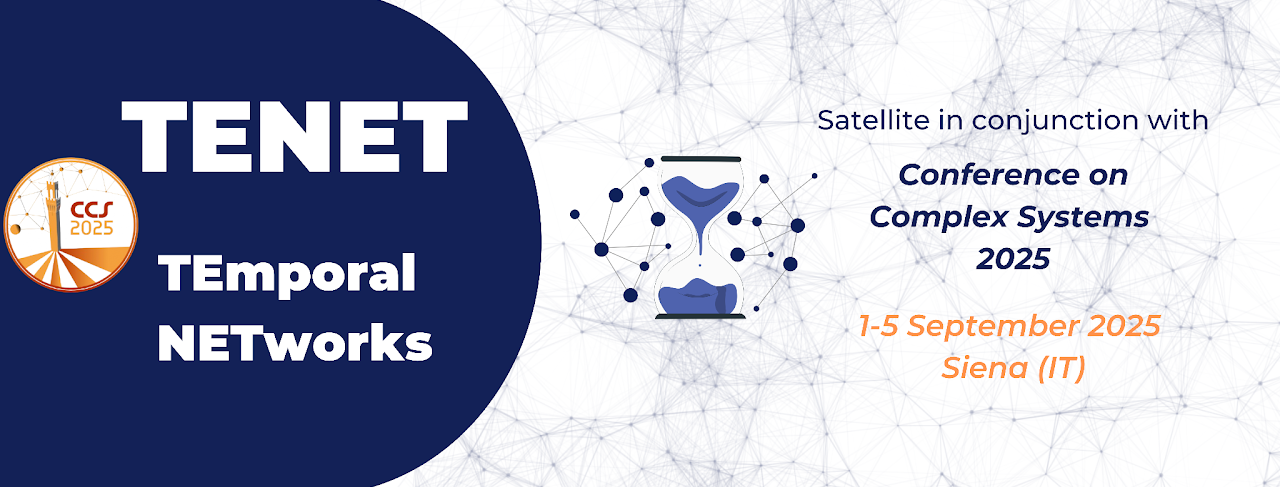 TENET
CCS
2025
TEmporal
NETworks
Satellite in conjunction with
Conference on
Complex Systems
2025
1-5 September 2025
Siena (IT)